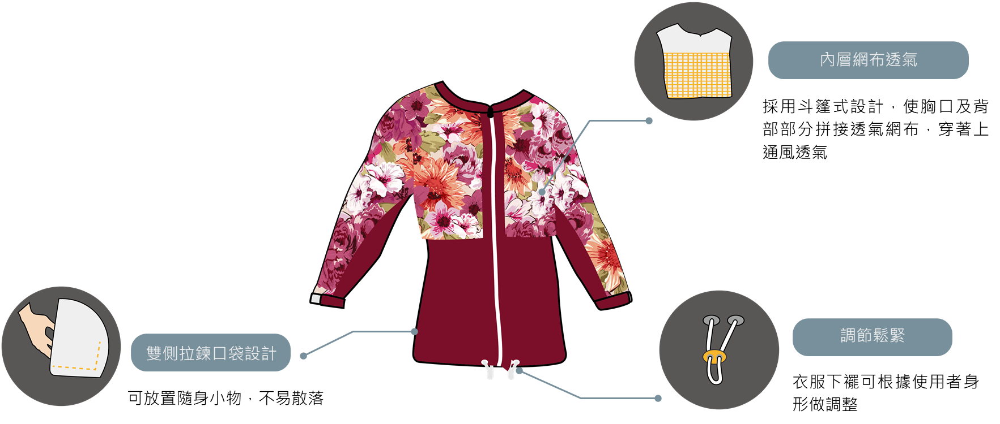 內層網布透氣
採用斗篷式設計，使胸口及背
部部分拼接透氣網布，穿著上
通風透氣
雙側拉鍊口袋設計
可放置隨身小物，不易散落
調節鬆緊
衣服下襬可根據使用者身
形做調整